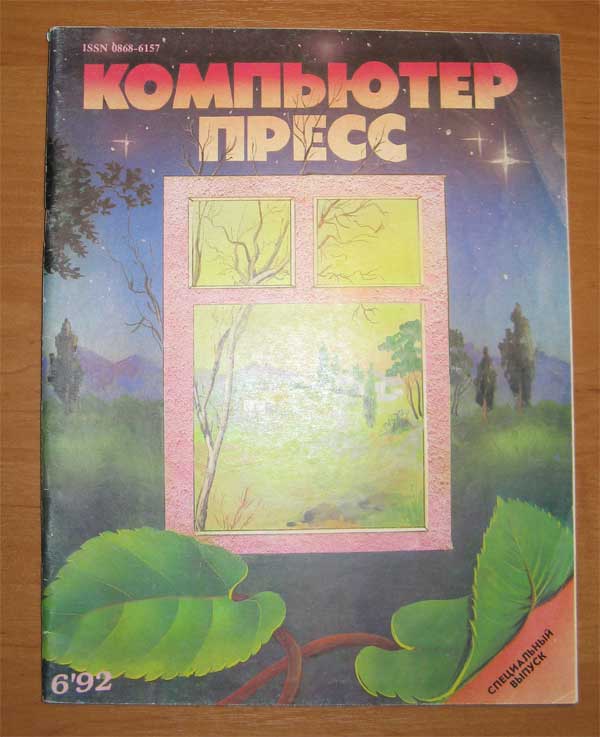 ISSN 0868-6157
КОМПЬЮТЕР
ПРЕСС
6'92
СПЕЦИАЛЬНЫЙ
ВЫПУСК